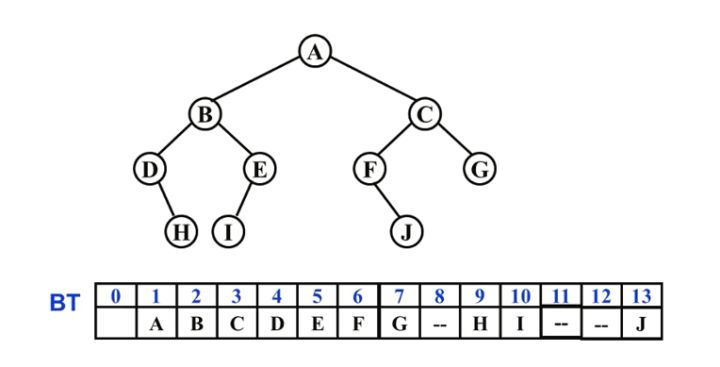 A
B C
D E F G
H I J
BT 0 1 2 3 4 5 6 7 8 9 10 11 12 13
A B C D E F G -- H I -- -- J